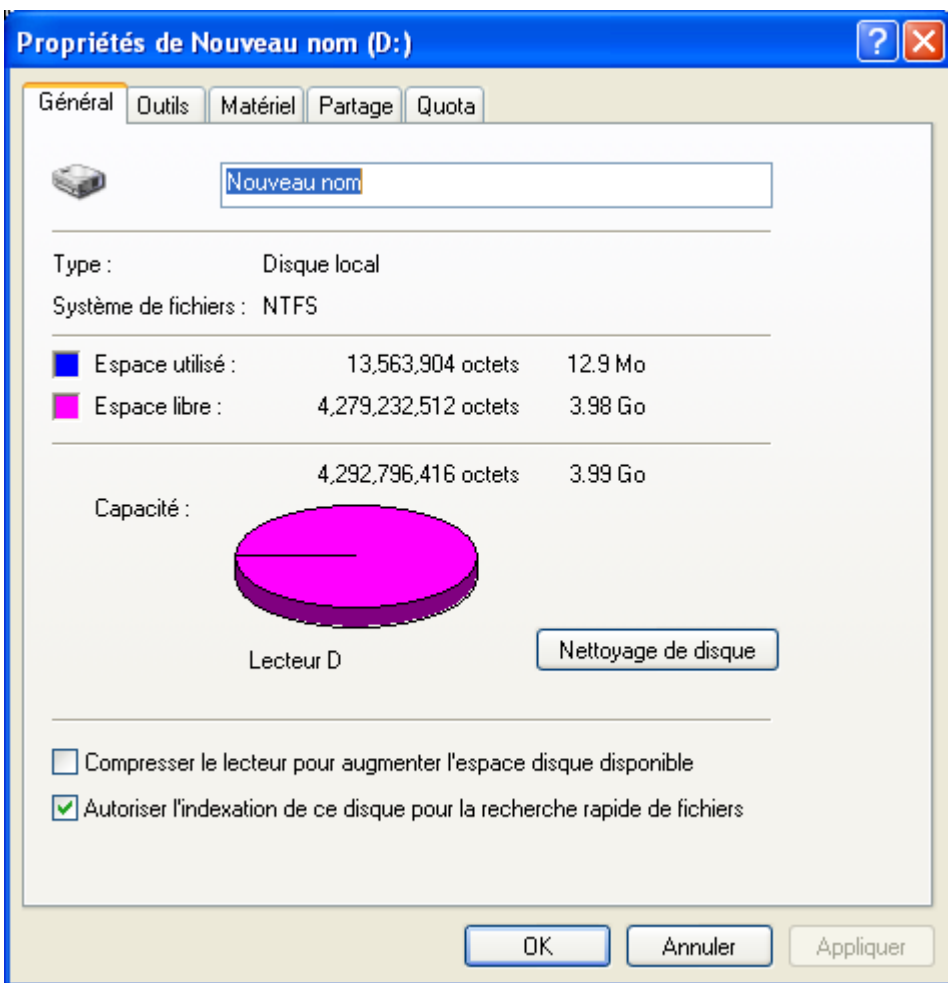 Propriétés de Nouveau nom (D:)
Général Outils Matériel Partage Quota
Nouveau nom
Type : Disque local
Système de fichiers : NTFS
Espace utilisé : 13,563,904 octets 12.9 Mo
Espace libre : 4,279,232,512 octets 3.98 Go
4,292,796,416 octets 3.99 Go
Capacité :
Lecteur D
Nettoyage de disque
Compresser le lecteur pour augmenter l'espace disque disponible
Autoriser l'indexation de ce disque pour la recherche rapide de fichiers
OK Annuler Appliquer